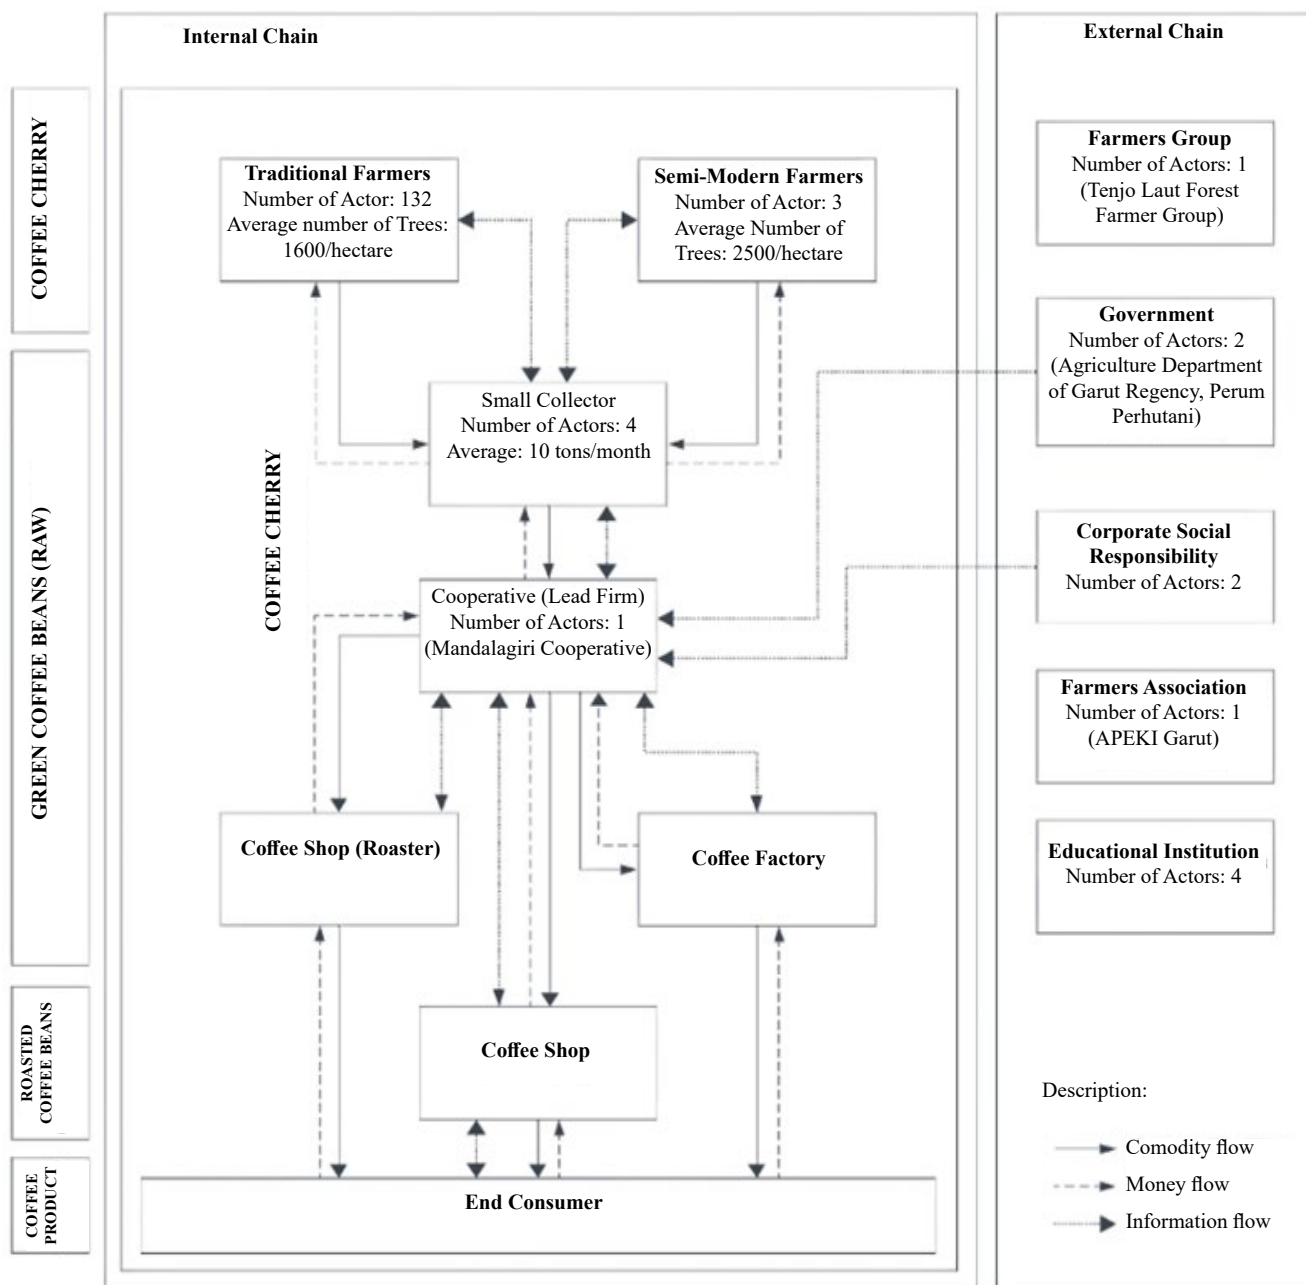 Internal Chain
External Chain
COFFEE CHERRY
Traditional Farmers
Number of Actor: 132
Average number of Trees:
1600/hectare
Semi-Modern Farmers
Number of Actor: 3
Average Number of
Trees: 2500/hectare
Farmers Group
Number of Actors: 1
(Tenjo Laut Forest
Farmer Group)
Government
Number of Actors: 2
(Agriculture Department
of Garut Regency, Perum
Perhutani)
GREEN COFFEE BEANS (RAW)
COFFEE CHERRY
Small Collector
Number of Actors: 4
Average: 10 tons/month
Corporate Social
Responsibility
Number of Actors: 2
Cooperative (Lead Firm)
Number of Actors: 1
(Mandalagiri Cooperative)
Farmers Association
Number of Actors: 1
(APEKI Garut)
Coffee Shop (Roaster)
Coffee Factory
Educational Institution
Number of Actors: 4
ROASTED
COFFEE BEANS
Coffee Shop
COFFEE
PRODUCT
End Consumer
Description:
Comodity flow
Money flow
Information flow